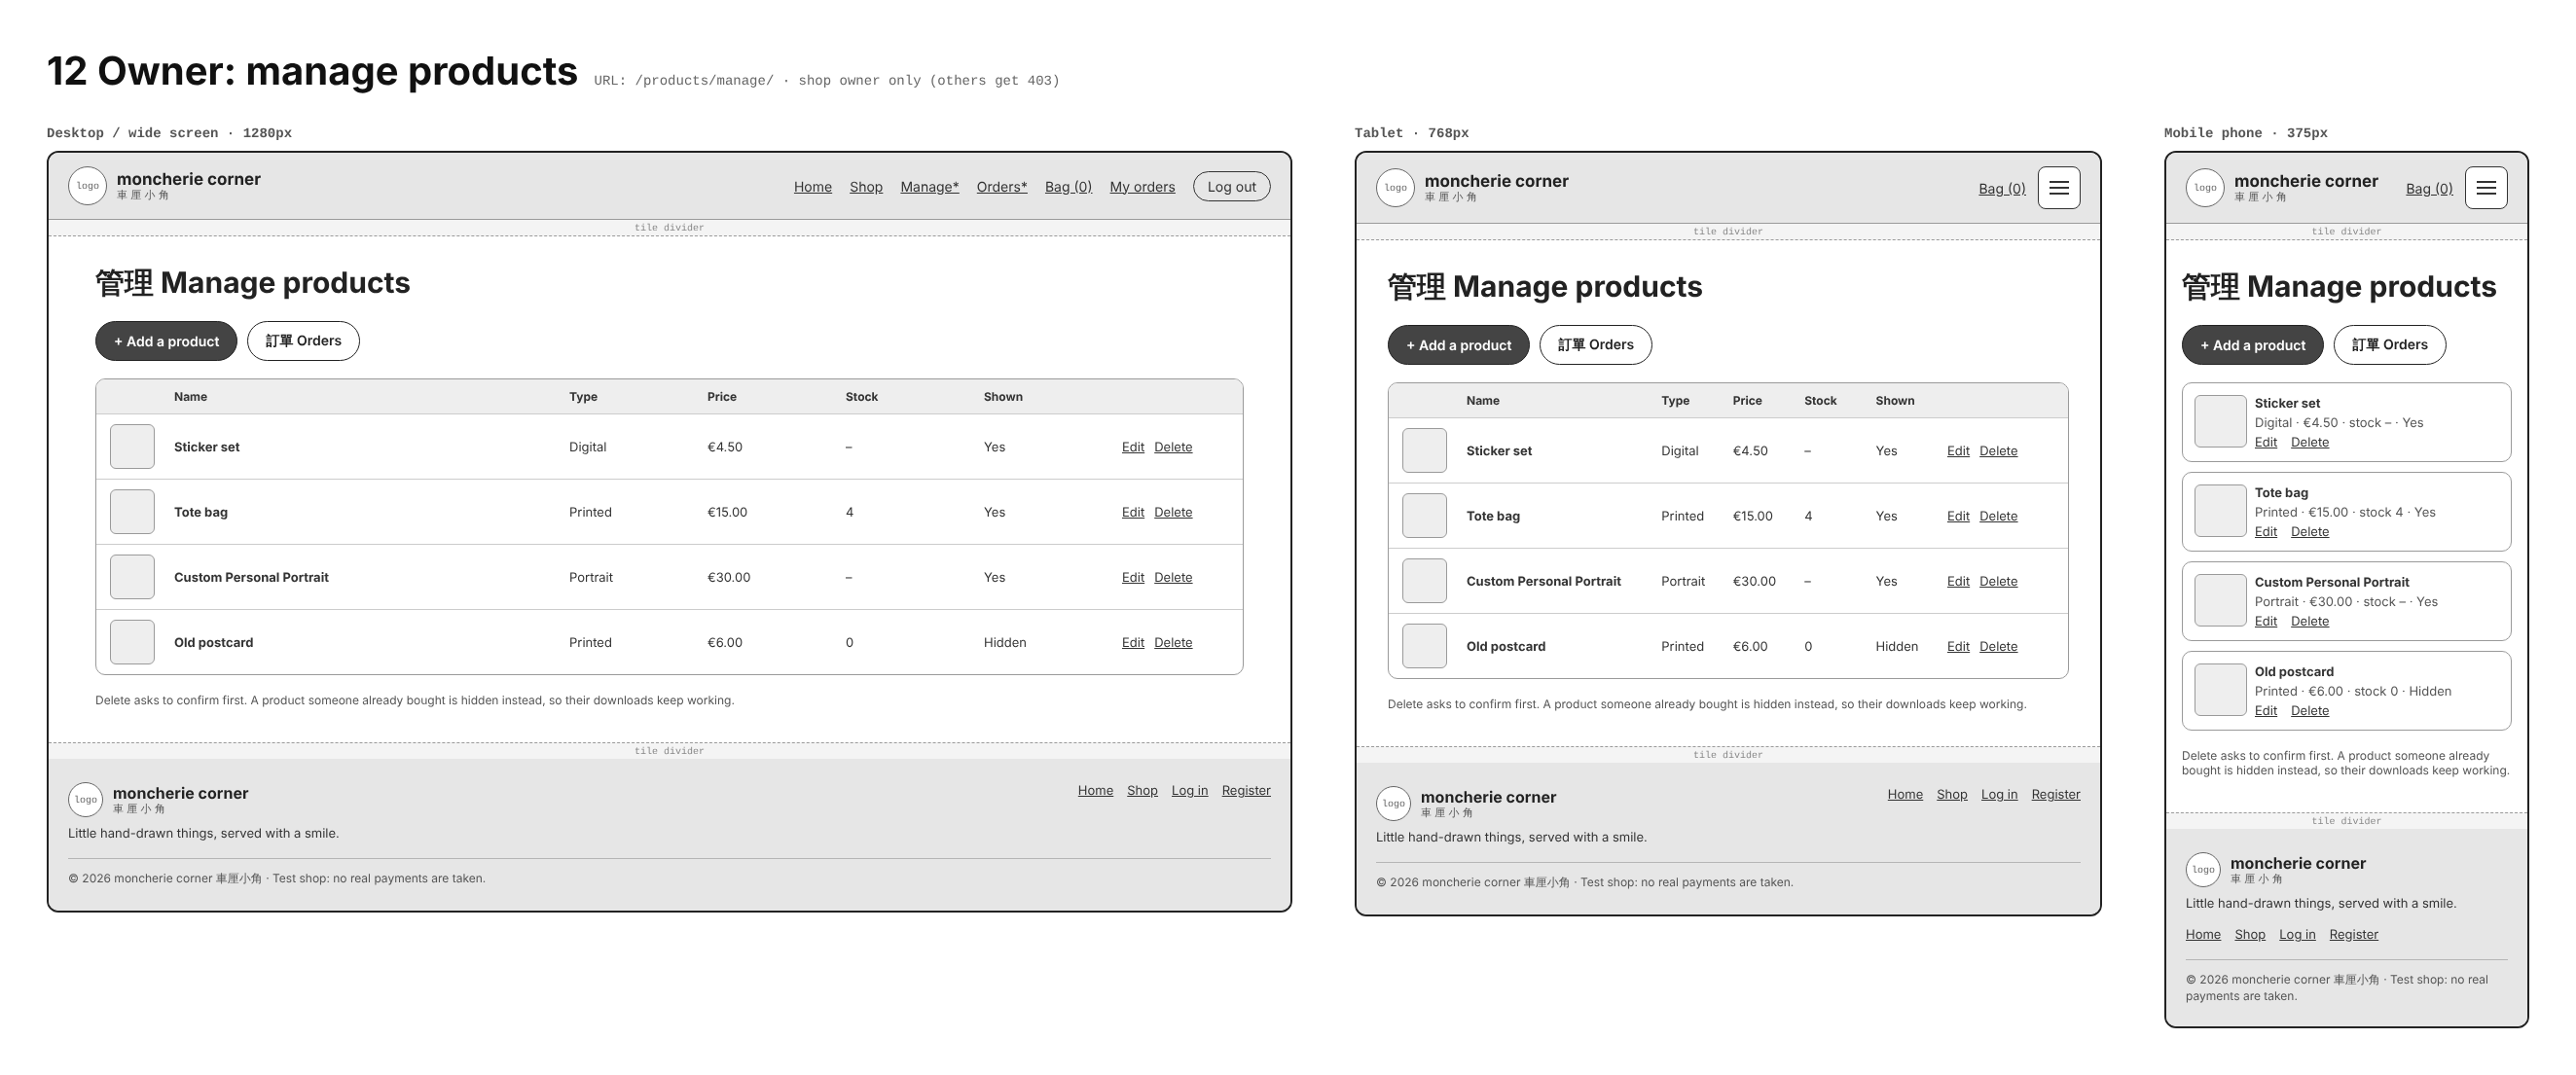 12 Owner: manage products URL: /products/manage/ · shop owner only (others get 403)
Desktop / wide screen · 1280px
logo
moncherie corner
車厘小角
Home Shop Manage* Orders* Bag (0) My orders Log out
tile divider
管理 Manage products
+ Add a product 訂單 Orders
Name Type Price Stock Shown
Sticker set Digital €4.50 – Yes Edit Delete
Tote bag Printed €15.00 4 Yes Edit Delete
Custom Personal Portrait Portrait €30.00 – Yes Edit Delete
Old postcard Printed €6.00 0 Hidden Edit Delete
Delete asks to confirm first. A product someone already bought is hidden instead, so their downloads keep working.
tile divider
logo
moncherie corner
車厘小角
Home Shop Log in Register
Little hand-drawn things, served with a smile.
© 2026 moncherie corner 車厘小角 · Test shop: no real payments are taken.
Tablet · 768px
logo
moncherie corner
車厘小角
Bag (0)
tile divider
管理 Manage products
+ Add a product 訂單 Orders
Name Type Price Stock Shown
Sticker set Digital €4.50 – Yes Edit Delete
Tote bag Printed €15.00 4 Yes Edit Delete
Custom Personal Portrait Portrait €30.00 – Yes Edit Delete
Old postcard Printed €6.00 0 Hidden Edit Delete
Delete asks to confirm first. A product someone already bought is hidden instead, so their downloads keep working.
tile divider
logo
moncherie corner
車厘小角
Home Shop Log in Register
Little hand-drawn things, served with a smile.
© 2026 moncherie corner 車厘小角 · Test shop: no real payments are taken.
Mobile phone · 375px
logo
moncherie corner
車厘小角
Bag (0)
tile divider
管理 Manage products
+ Add a product 訂單 Orders
Sticker set
Digital · €4.50 · stock – · Yes
Edit Delete
Tote bag
Printed · €15.00 · stock 4 · Yes
Edit Delete
Custom Personal Portrait
Portrait · €30.00 · stock – · Yes
Edit Delete
Old postcard
Printed · €6.00 · stock 0 · Hidden
Edit Delete
Delete asks to confirm first. A product someone already
bought is hidden instead, so their downloads keep working.
tile divider
logo
moncherie corner
車厘小角
Little hand-drawn things, served with a smile.
Home Shop Log in Register
© 2026 moncherie corner 車厘小角 · Test shop: no real
payments are taken.